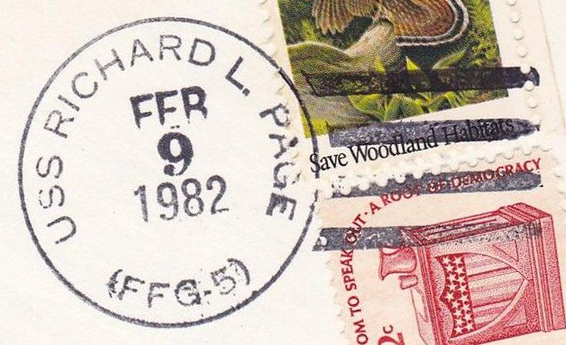 USS RICHARD L. PAGE
FEB
9
1982
(FFG-5)
Save Woodland Habitats
OM TO SPEAK OUT · A ROOT OF DEMOCRACY
2c